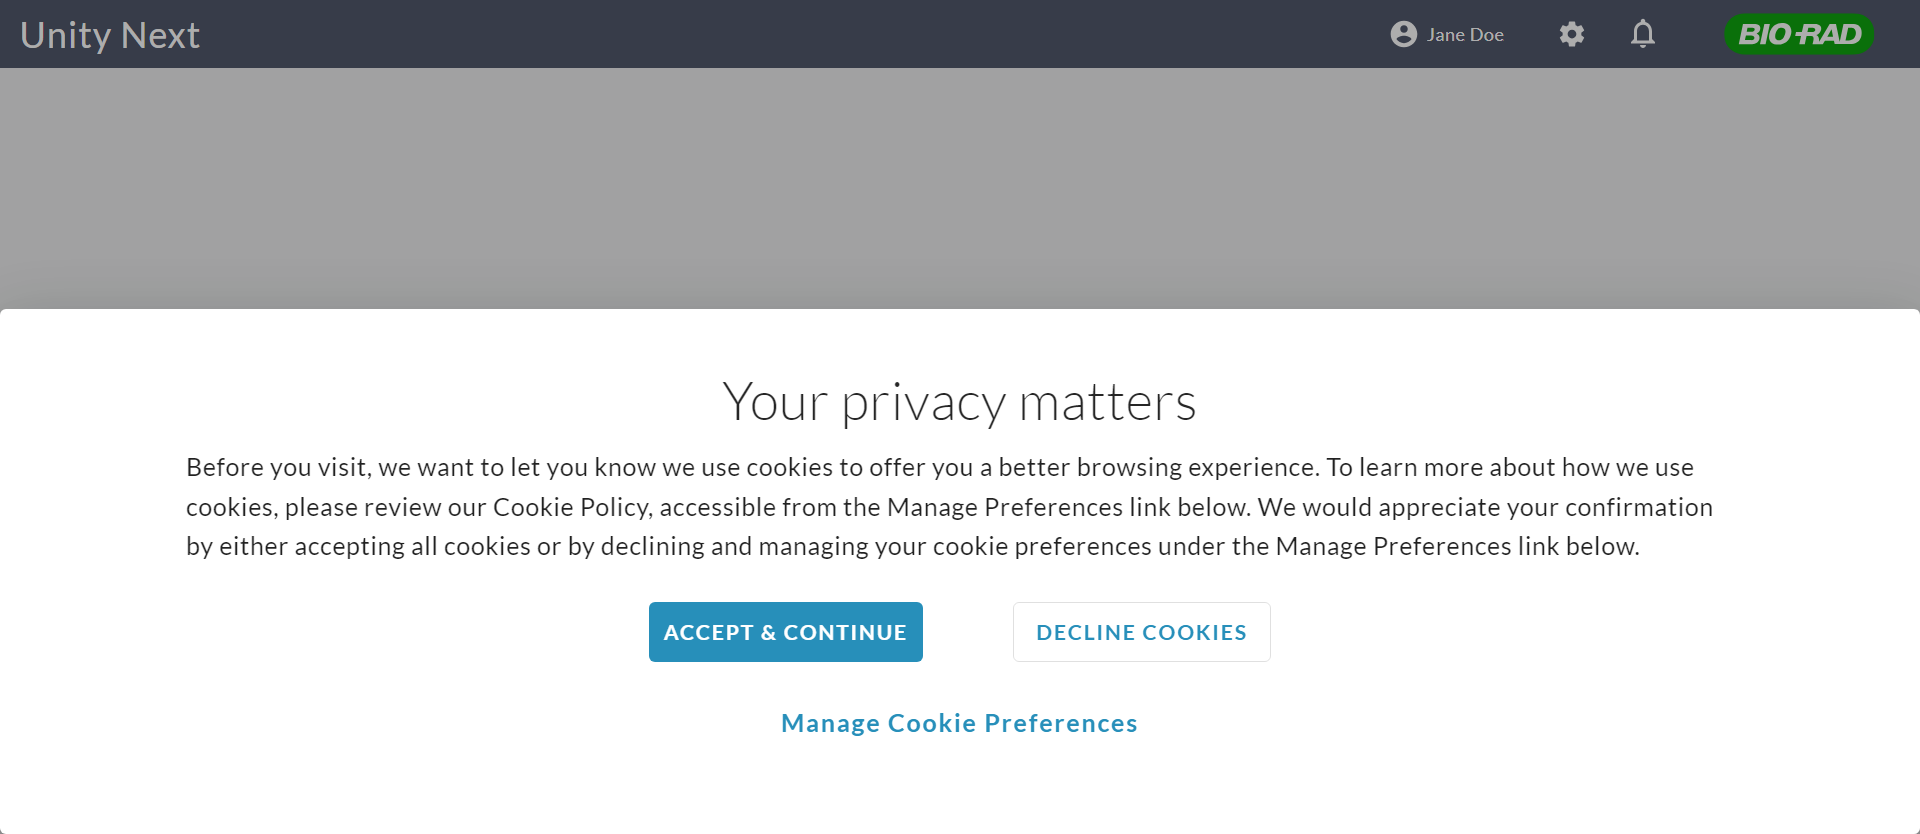 Unity Next
Jane Doe
BIO-RAD
Your privacy matters
Before you visit, we want to let you know we use cookies to offer you a better browsing experience. To learn more about how we use
cookies, please review our Cookie Policy, accessible from the Manage Preferences link below. We would appreciate your confirmation
by either accepting all cookies or by declining and managing your cookie preferences under the Manage Preferences link below.
ACCEPT & CONTINUE
DECLINE COOKIES
Manage Cookie Preferences